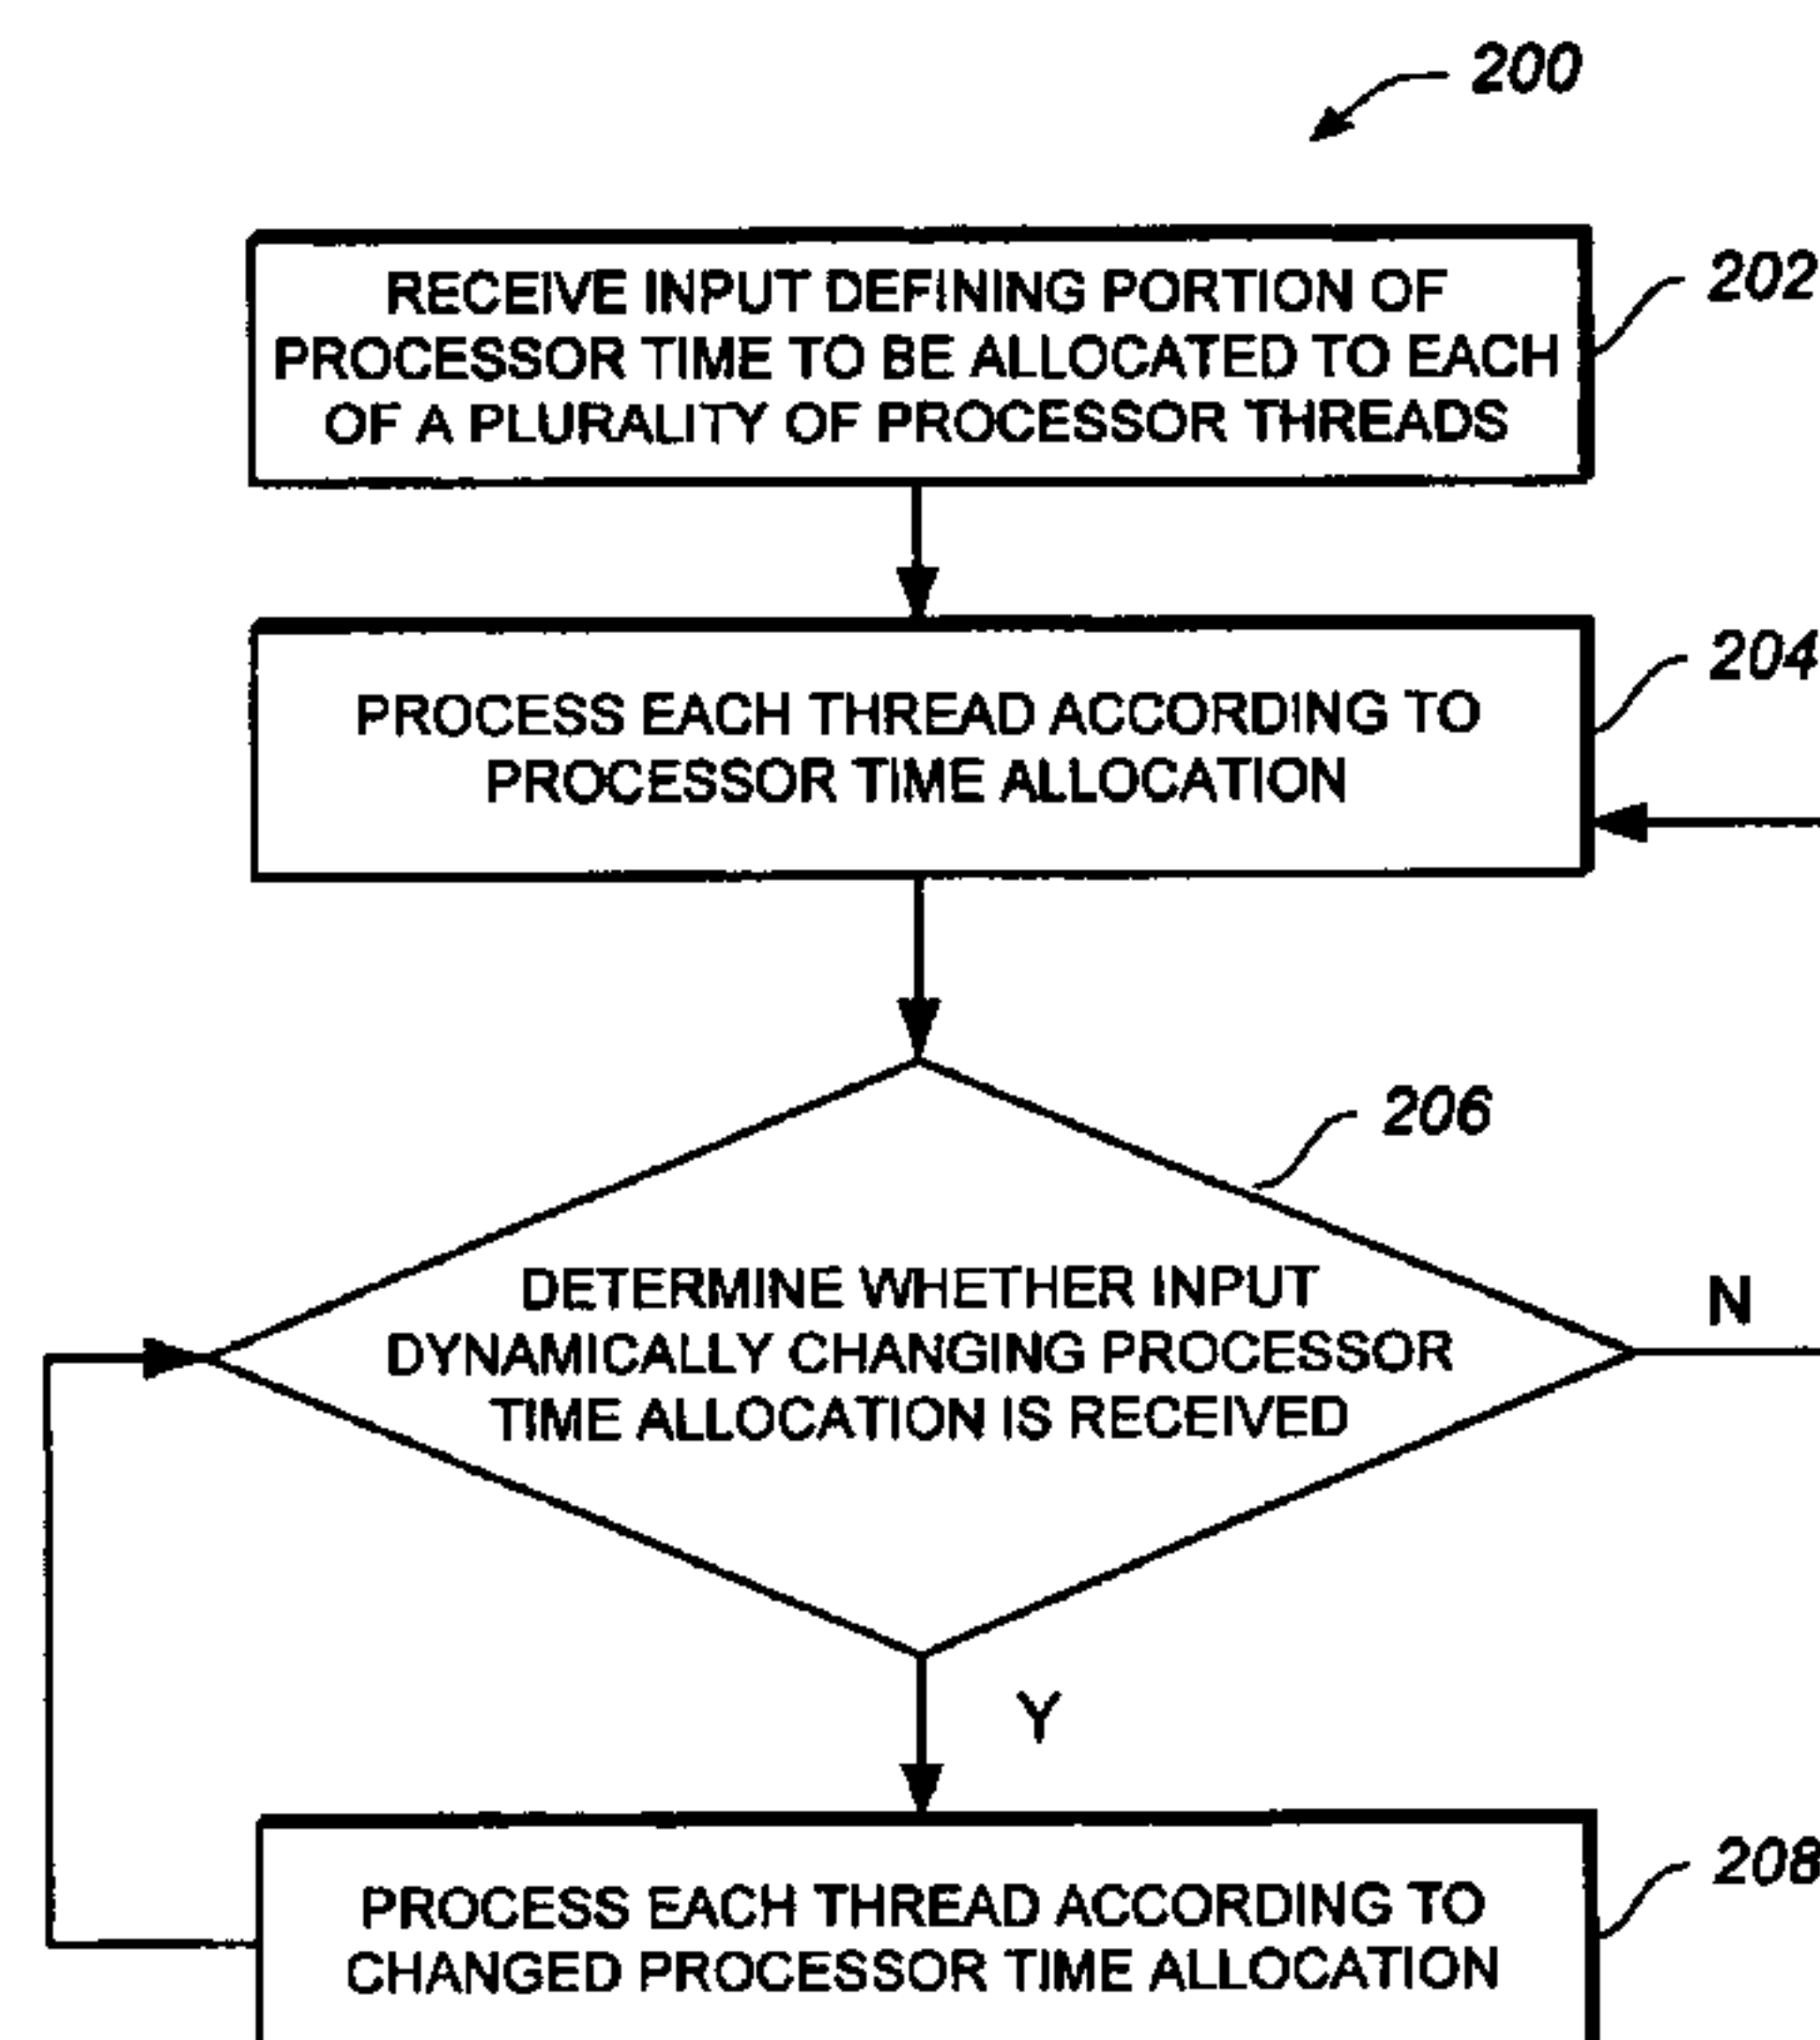 200
RECEIVE INPUT DEFINING PORTION OF
PROCESSOR TIME TO BE ALLOCATED TO EACH
OF A PLURALITY OF PROCESSOR THREADS
202
PROCESS EACH THREAD ACCORDING TO
PROCESSOR TIME ALLOCATION
204
206
DETERMINE WHETHER INPUT
DYNAMICALLY CHANGING PROCESSOR
TIME ALLOCATION IS RECEIVED
N
Y
PROCESS EACH THREAD ACCORDING TO
CHANGED PROCESSOR TIME ALLOCATION
208